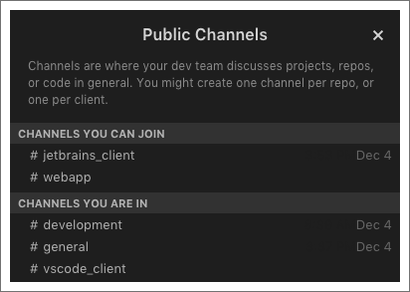 Public Channels ×
Channels are where your dev team discusses projects, repos,
or code in general. You might create one channel per repo, or
one per client.
CHANNELS YOU CAN JOIN
# jetbrains_client Dec 4
# webapp
CHANNELS YOU ARE IN
# development Dec 4
# general Dec 4
# vscode_client